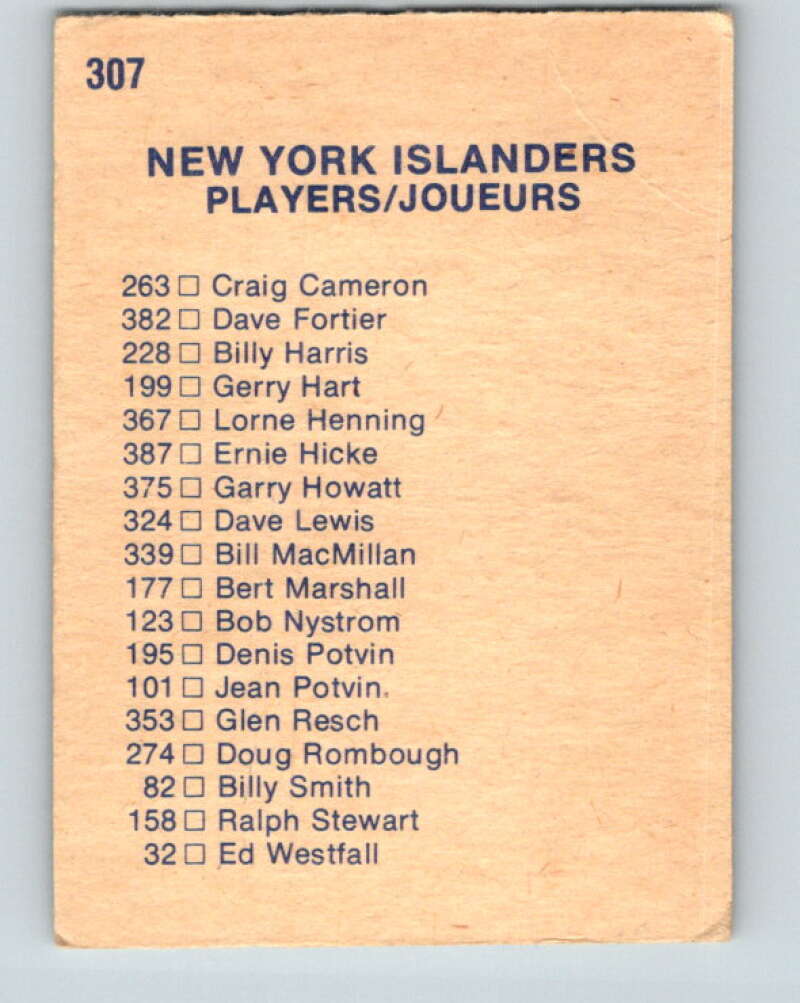 307
NEW YORK ISLANDERS
PLAYERS/JOUEURS
263 □ Craig Cameron
382 □ Dave Fortier
228 □ Billy Harris
199 □ Gerry Hart
367 □ Lorne Henning
387 □ Ernie Hicke
375 □ Garry Howatt
324 □ Dave Lewis
339 □ Bill MacMillan
177 □ Bert Marshall
123 □ Bob Nystrom
195 □ Denis Potvin
101 □ Jean Potvin.
353 □ Glen Resch
274 □ Doug Rombough
82 □ Billy Smith
158 □ Ralph Stewart
32 □ Ed Westfall